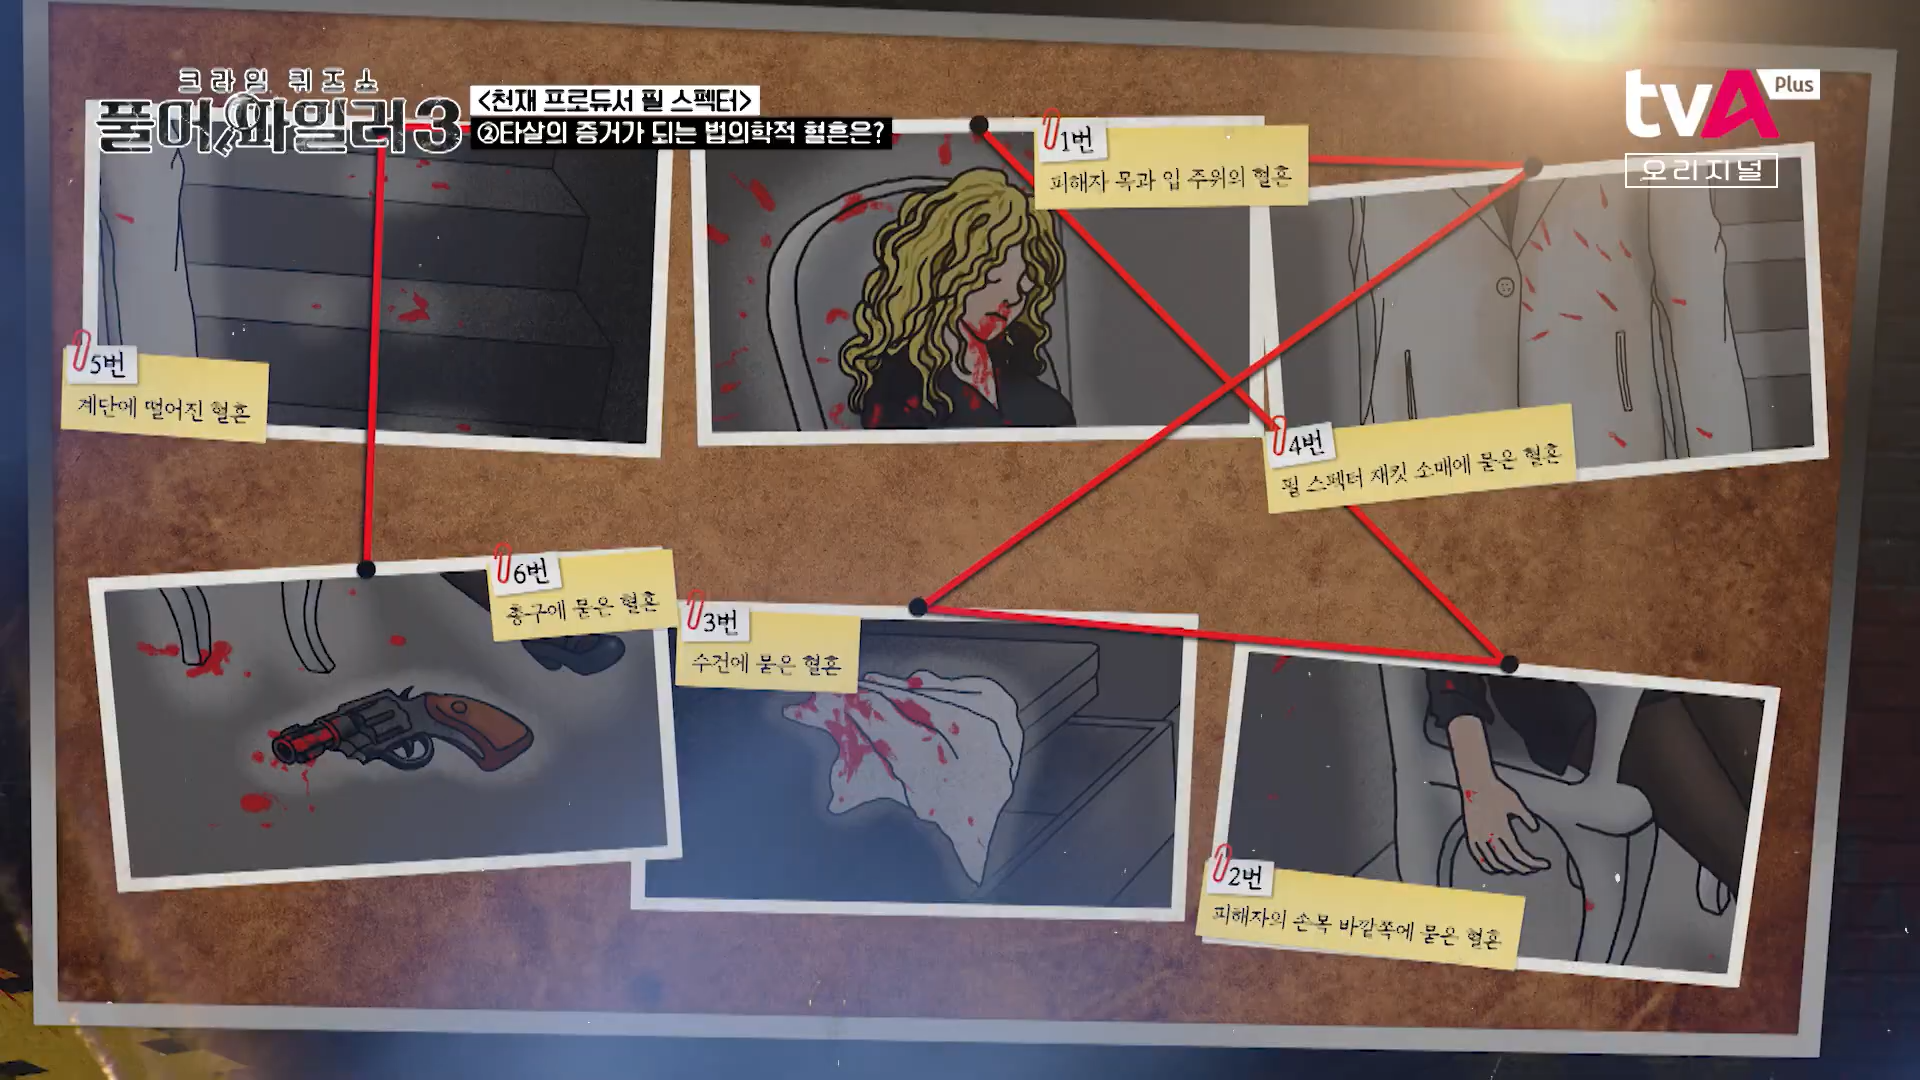 크라임 퀴즈쇼
풀어파일러3
<천재 프로듀서 필 스펙터>
②타살의 증거가 되는 법의학적 혈흔은?
tvA Plus
오리지널
1번
피해자 목과 입 주위의 혈흔
5번
계단에 떨어진 혈흔
4번
필 스펙터 재킷 소매에 묻은 혈흔
6번
총구에 묻은 혈흔
3번
수건에 묻은 혈흔
2번
피해자의 손목 바깥쪽에 묻은 혈흔